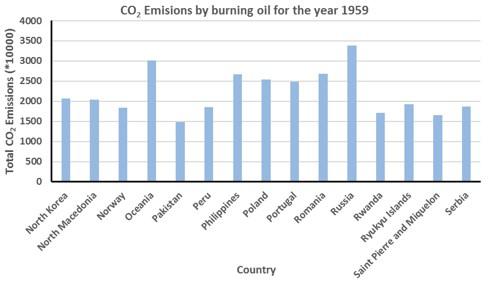 CO₂ Emisions by burning oil for the year 1959
Total CO₂ Emissions (*10000)
4000
3500
3000
2500
2000
1500
1000
500
0
North Korea
North Macedonia
Norway
Oceania
Pakistan
Peru
Philippines
Poland
Portugal
Romania
Russia
Rwanda
Ryukyu Islands
Saint Pierre and Miquelon
Serbia
Country